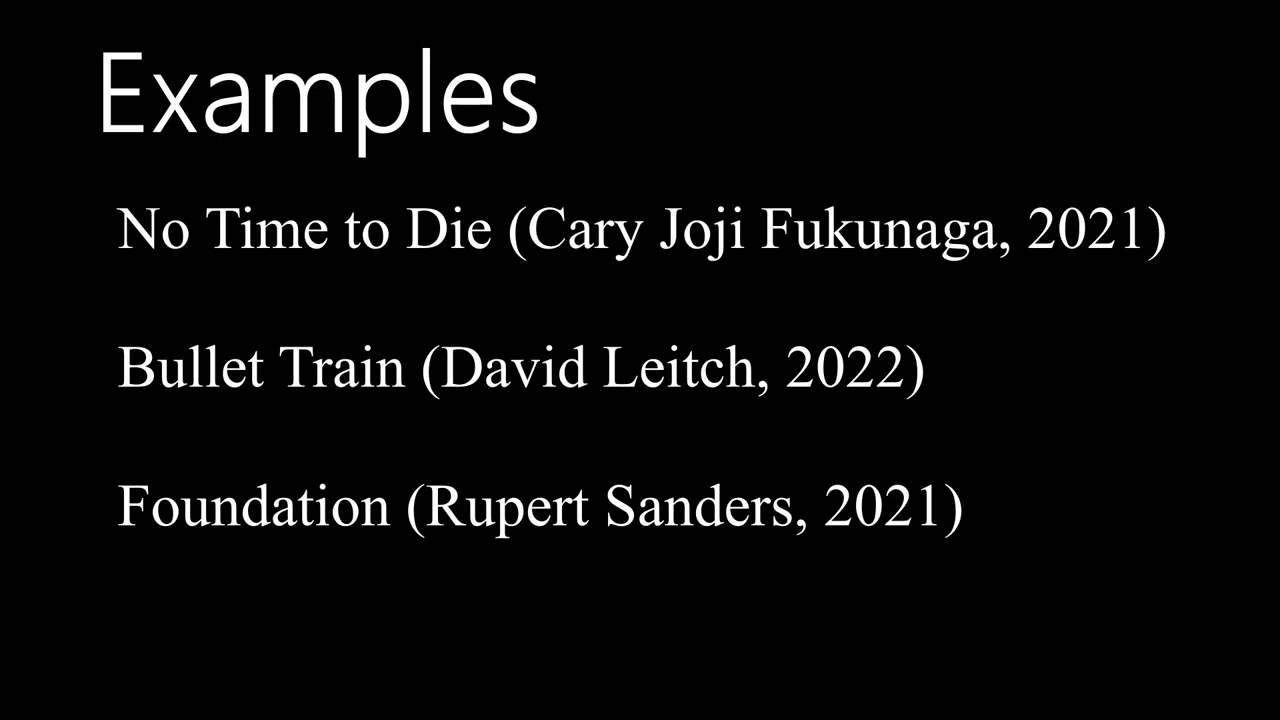 Examples
No Time to Die (Cary Joji Fukunaga, 2021)
Bullet Train (David Leitch, 2022)
Foundation (Rupert Sanders, 2021)